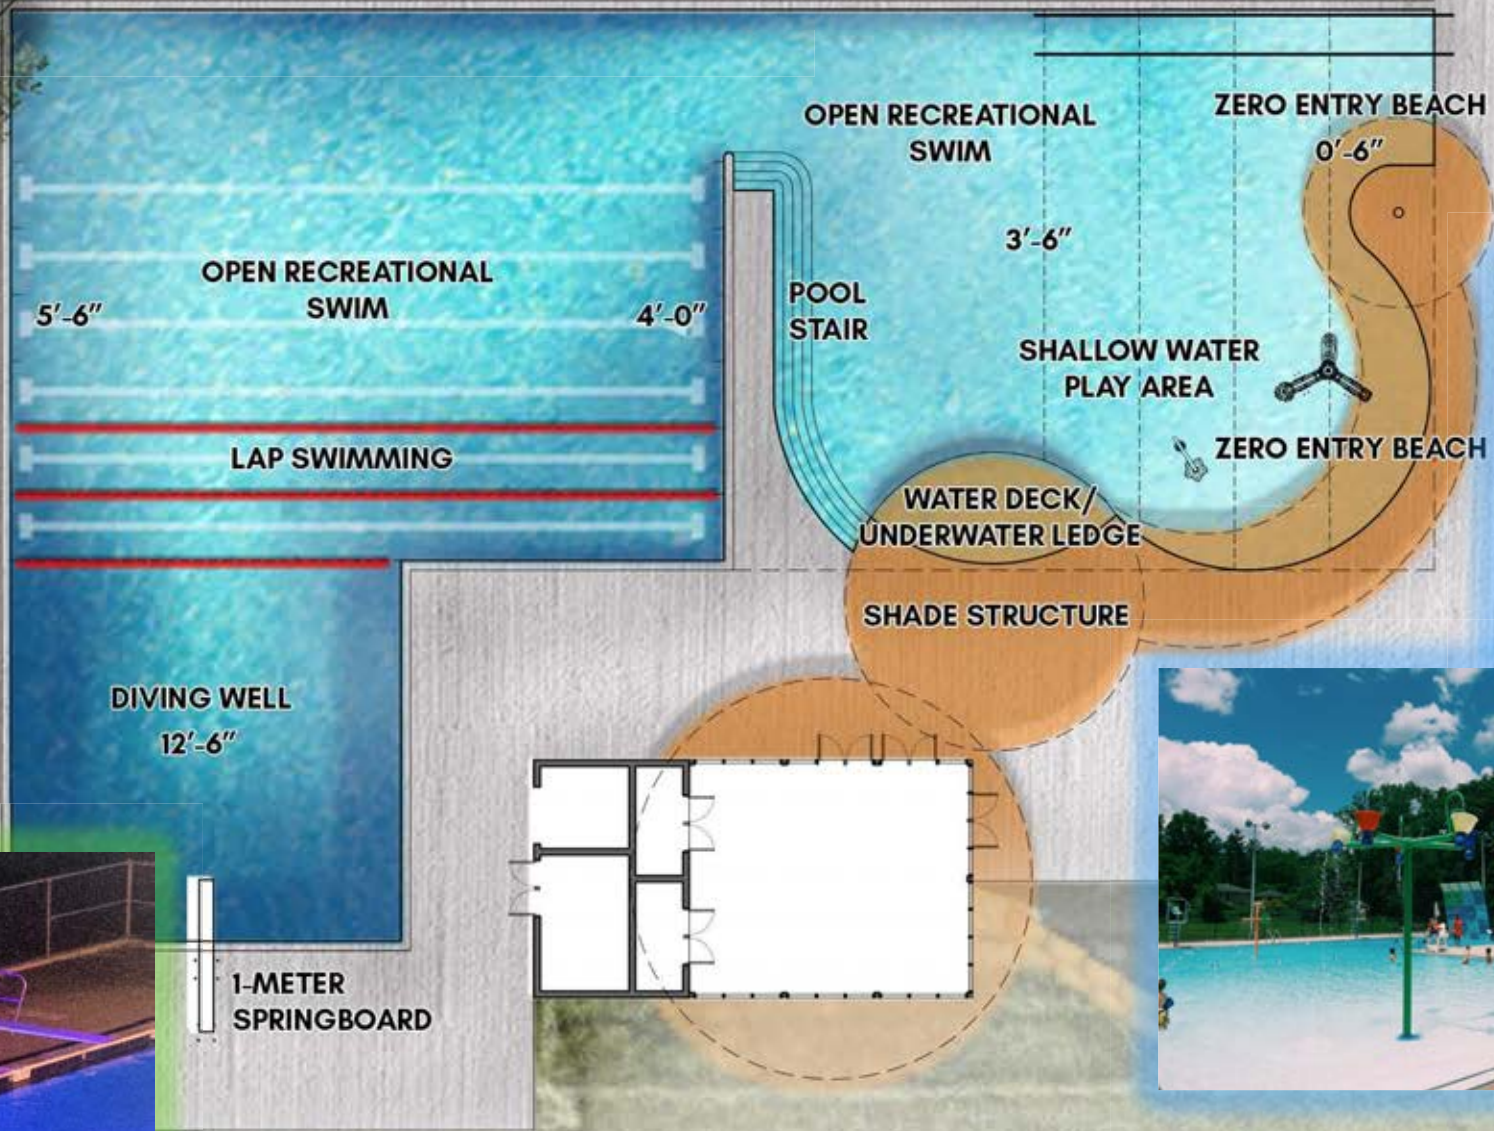 OPEN RECREATIONAL
SWIM
ZERO ENTRY BEACH
0'-6"
3'-6"
OPEN RECREATIONAL
SWIM
5'-6"
4'-0"
POOL
STAIR
SHALLOW WATER
PLAY AREA
ZERO ENTRY BEACH
LAP SWIMMING
WATER DECK/
UNDERWATER LEDGE
SHADE STRUCTURE
DIVING WELL
12'-6"
1-METER
SPRINGBOARD